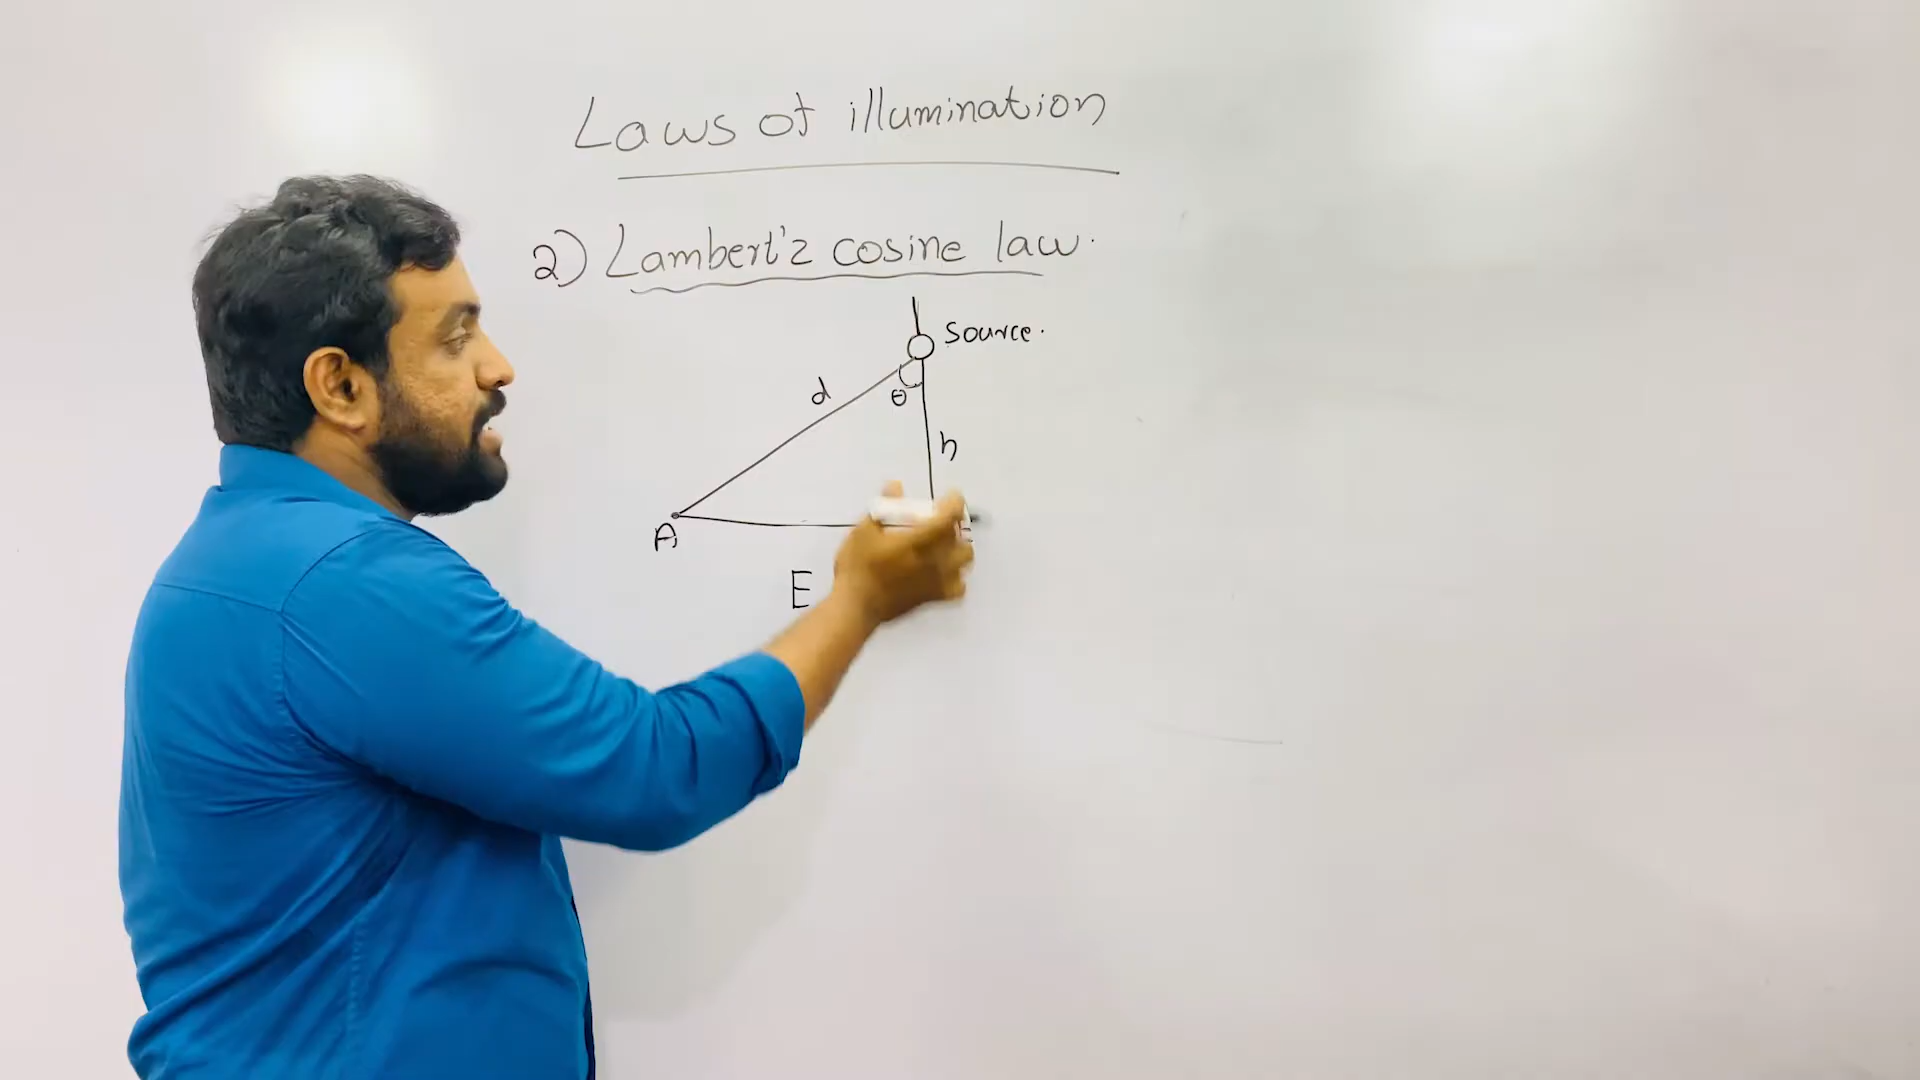 Laws of illumination
2) Lambert'z cosine law.
Source.
d
θ
h
A
E